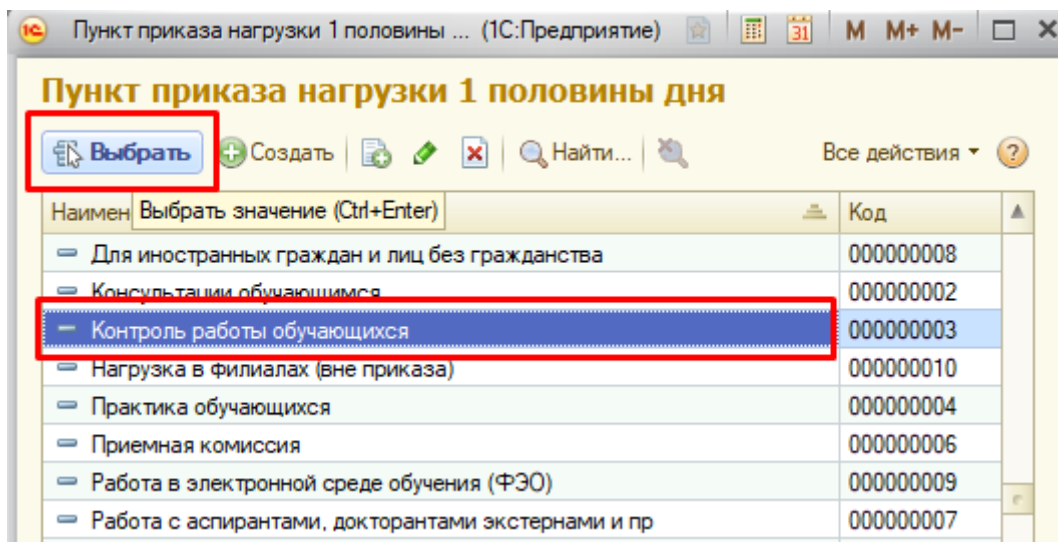 Пункт приказа нагрузки 1 половины ... (1С:Предприятие) 31 M M+ M-
Пункт приказа нагрузки 1 половины дня
Выбрать Создать Найти... Все действия ?
Наимен Выбрать значение (Ctrl+Enter) Код
Для иностранных граждан и лиц без гражданства 000000008
Консультации обучающимся 000000002
Контроль работы обучающихся 000000003
Нагрузка в филиалах (вне приказа) 000000010
Практика обучающихся 000000004
Приемная комиссия 000000006
Работа в электронной среде обучения (ФЭО) 000000009
Работа с аспирантами, докторантами экстернами и пр 000000007